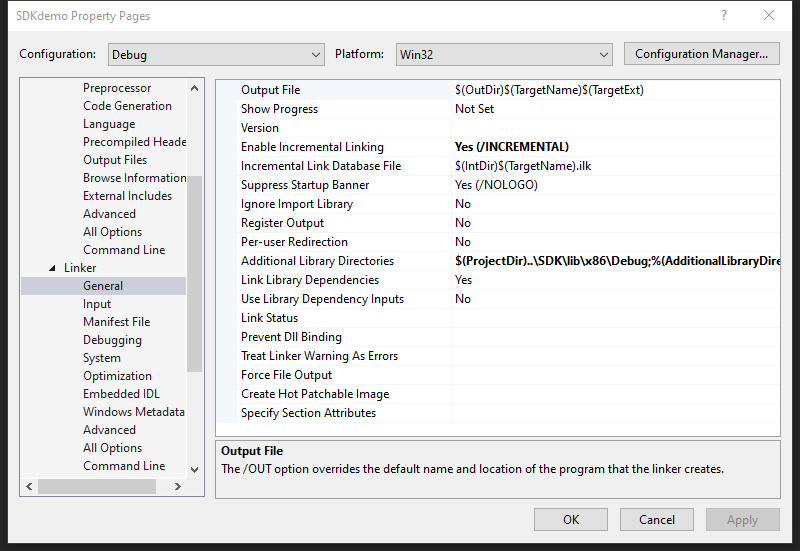 SDKdemo Property Pages
Configuration: Debug Platform: Win32 Configuration Manager...
Preprocessor
Code Generation
Language
Precompiled Heade
Output Files
Browse Information
External Includes
Advanced
All Options
Command Line
Linker
General
Input
Manifest File
Debugging
System
Optimization
Embedded IDL
Windows Metadata
Advanced
All Options
Command Line
Output File $(OutDir)$(TargetName)$(TargetExt)
Show Progress Not Set
Version
Enable Incremental Linking Yes (/INCREMENTAL)
Incremental Link Database File $(IntDir)$(TargetName).ilk
Suppress Startup Banner Yes (/NOLOGO)
Ignore Import Library No
Register Output No
Per-user Redirection No
Additional Library Directories $(ProjectDir)..\SDK\lib\x86\Debug;%(AdditionalLibraryDire
Link Library Dependencies Yes
Use Library Dependency Inputs No
Link Status
Prevent Dll Binding
Treat Linker Warning As Errors
Force File Output
Create Hot Patchable Image
Specify Section Attributes
Output File
The /OUT option overrides the default name and location of the program that the linker creates.
OK Cancel Apply